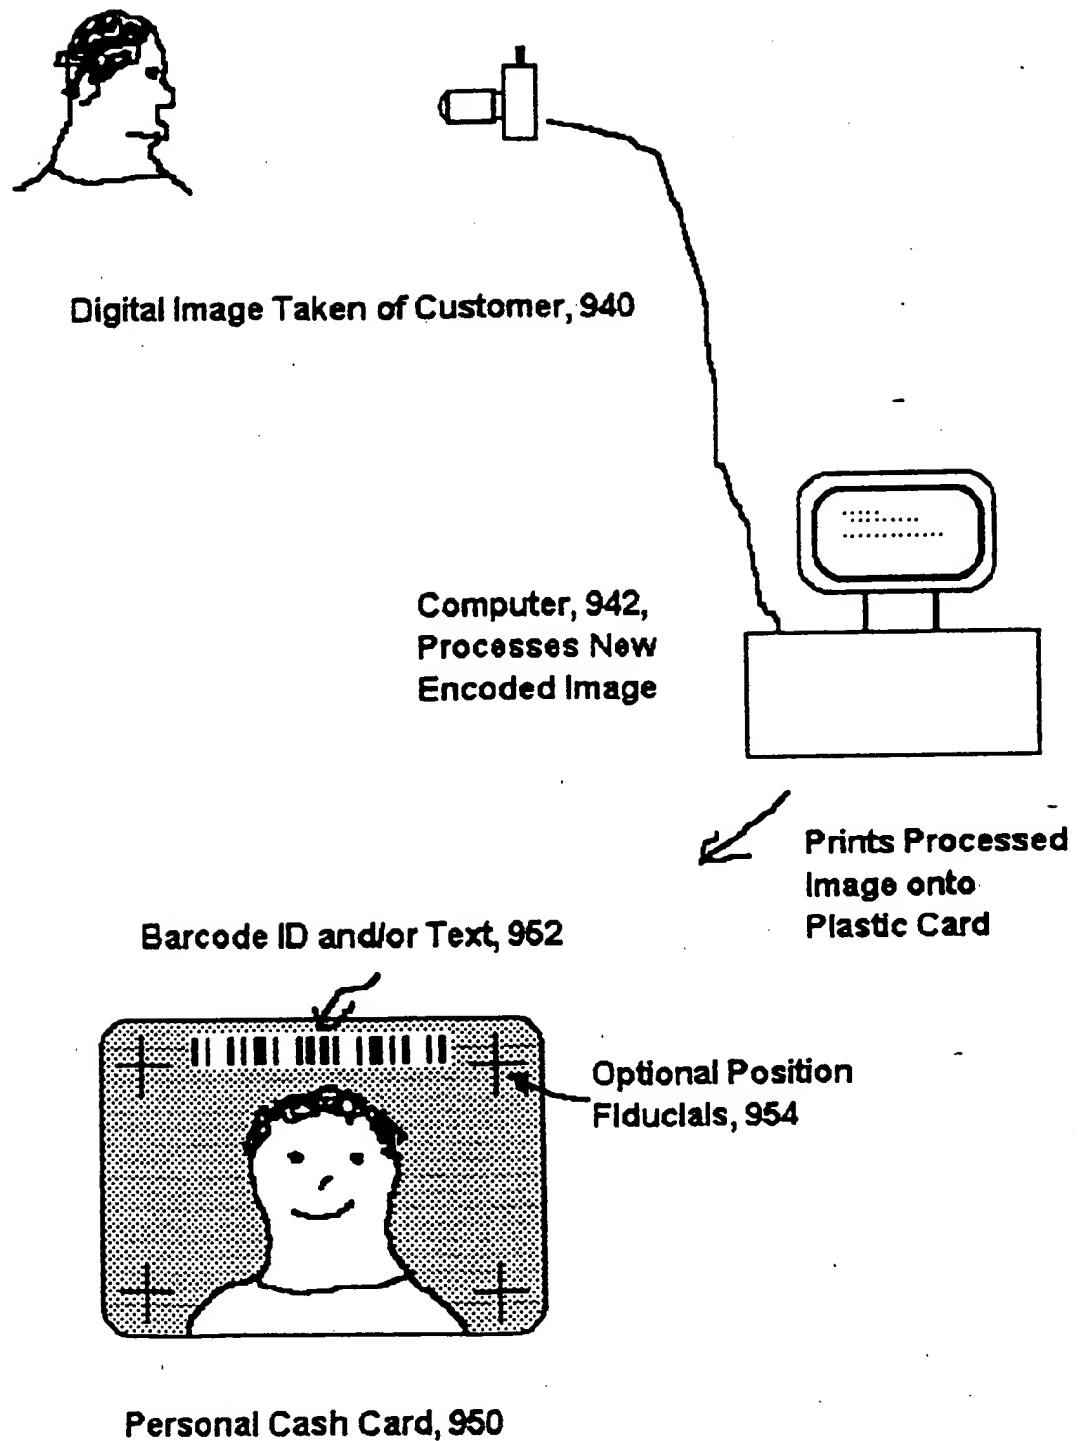 Digital Image Taken of Customer, 940
Computer, 942,
Processes New
Encoded Image
Prints Processed
Image onto
Plastic Card
Barcode ID and/or Text, 952
Optional Position
Fiducials, 954
Personal Cash Card, 950